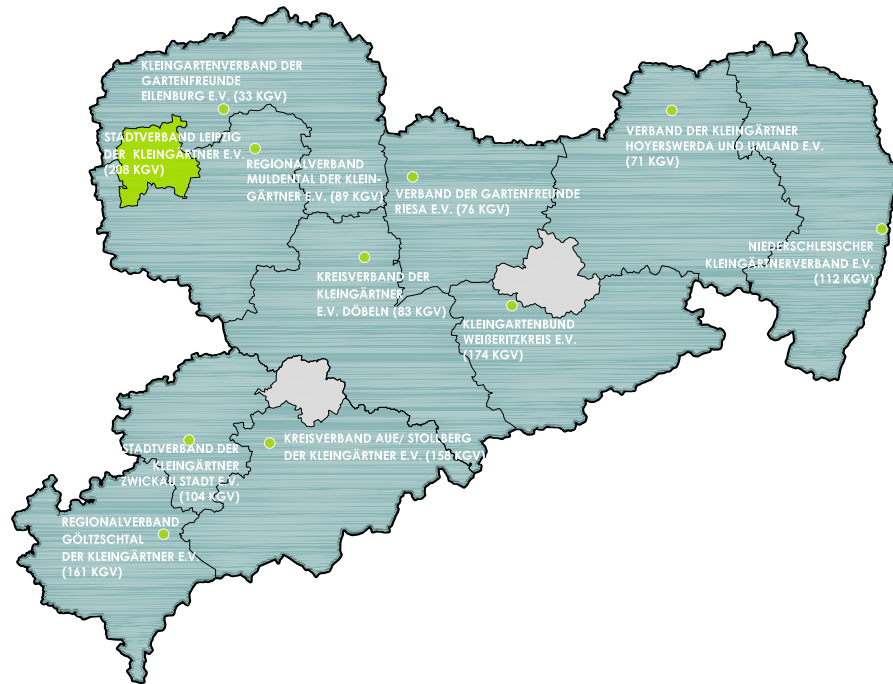 KLEINGARTENVERBAND DER
GARTENFREUNDE
EILENBURG E.V. (33 KGV)
STADTVERBAND LEIPZIG
DER KLEINGÄRTNER E.V.
(208 KGV)
REGIONALVERBAND
MULDENTAL DER KLEIN-
GÄRTNER E.V. (89 KGV)
VERBAND DER GARTENFREUNDE
RIESA E.V. (76 KGV)
VERBAND DER KLEINGÄRTNER
HOYERSWERDA UND UMLAND E.V.
(71 KGV)
NIEDERSCHLESISCHER
KLEINGÄRTNERVERBAND E.V.
(112 KGV)
KREISVERBAND DER
KLEINGÄRTNER
E.V. DÖBELN (83 KGV)
KLEINGARTENBUND
WEIßERITZKREIS E.V.
(174 KGV)
STADTVERBAND DER
KLEINGÄRTNER
ZWICKAU STADT E.V.
(104 KGV)
KREISVERBAND AUE/ STOLLBERG
DER KLEINGÄRTNER E.V. (158 KGV)
REGIONALVERBAND
GÖLTZSCHTAL
DER KLEINGÄRTNER E.V.
(161 KGV)